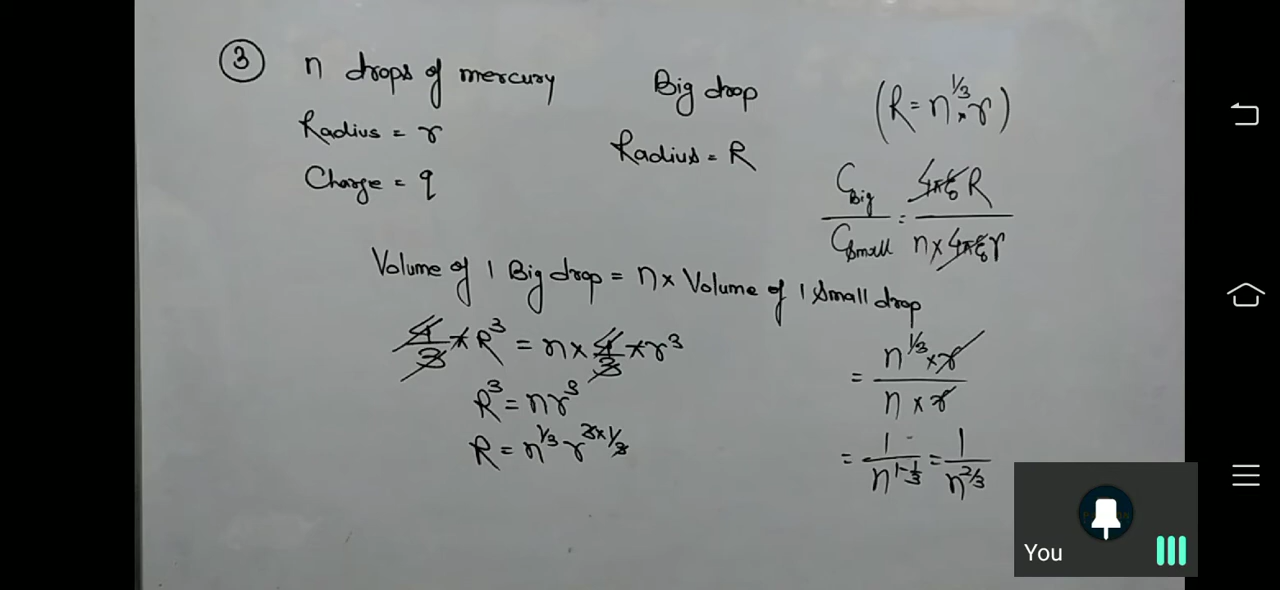 ③ n drops of mercury
Radius = r
Charge = q
Big drop
Radius = R
(R = n^1/3 × r)
C_Big / C_Small = 4πε₀R / n × 4πε₀r
Volume of 1 Big drop = n × Volume of 1 Small drop
4/3 π R³ = n × 4/3 π r³
R³ = nr³
R = n^1/3 r^3×1/3
= n^1/3 × r / n × r
= 1 / n^1-1/3 = 1 / n^2/3
You